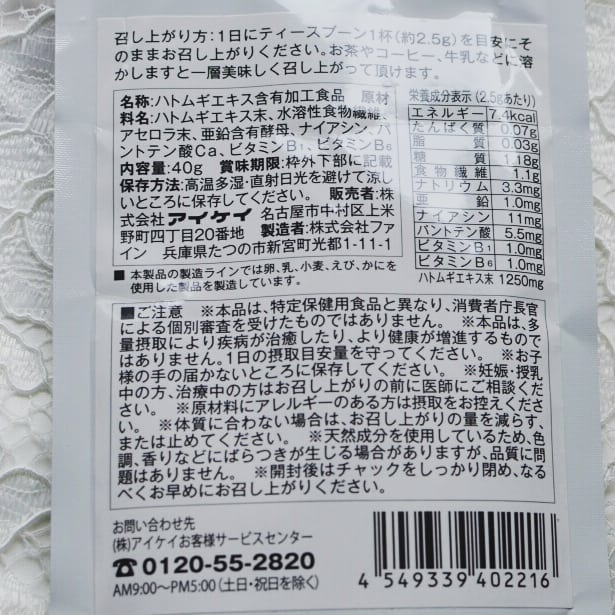 召し上がり方：1日にティースプーン1杯(約2.5g)を目安にそ
のままお召し上がりください。お茶やコーヒー、牛乳などに溶
かしますと一層美味しく召し上がって頂けます。
名称：ハトムギエキス含有加工食品　原材
料名：ハトムギエキス末、水溶性食物繊維、
アセロラ末、亜鉛含有酵母、ナイアシン、パ
ントテン酸Ca、ビタミンB1、ビタミンB6
内容量：40g　賞味期限：枠外下部に記載
保存方法：高温多湿・直射日光を避けて涼し
いところに保存してください。　販売者：株
式会社アイケイ　名古屋市中村区上米
野町四丁目20番地　製造者：株式会社ファ
イン　兵庫県たつの市新宮町光都1-11-1
■本製品の製造ラインでは卵、乳、小麦、えび、かにを
使用した製品を製造しています。
栄養成分表示(2.5gあたり)
エネルギー 7.4kcal
たんぱく質 0.07g
脂質 0.03g
糖質 1.18g
食物繊維 1.1g
ナトリウム 3.3mg
亜鉛 1.0mg
ナイアシン 11mg
パントテン酸 5.5mg
ビタミンB1 1.0mg
ビタミンB6 1.0mg
ハトムギエキス末 1250mg
■ご注意　※本品は、特定保健用食品と異なり、消費者庁長官
による個別審査を受けたものではありません。　※本品は、多
量摂取により疾病が治癒したり、より健康が増進するもので
はありません。1日の摂取目安量を守ってください。　※お子
様の手の届かないところに保存してください。　※妊娠・授乳
中の方、治療中の方はお召し上がりの前に医師にご相談くだ
さい。　※原材料にアレルギーのある方は摂取をお控えくださ
い。　※体質に合わない場合は、お召し上がりの量を減らす、
または止めてください。　※天然成分を使用しているため、色
調、香りなどにばらつきが生じる場合がありますが、品質に問
題はありません。　※開封後はチャックをしっかり閉め、なる
べくお早めにお召し上がりください。
お問い合わせ先
(株)アイケイお客様サービスセンター
☎0120-55-2820
AM9:00〜PM5:00(土日・祝日を除く)
4 549339 402216